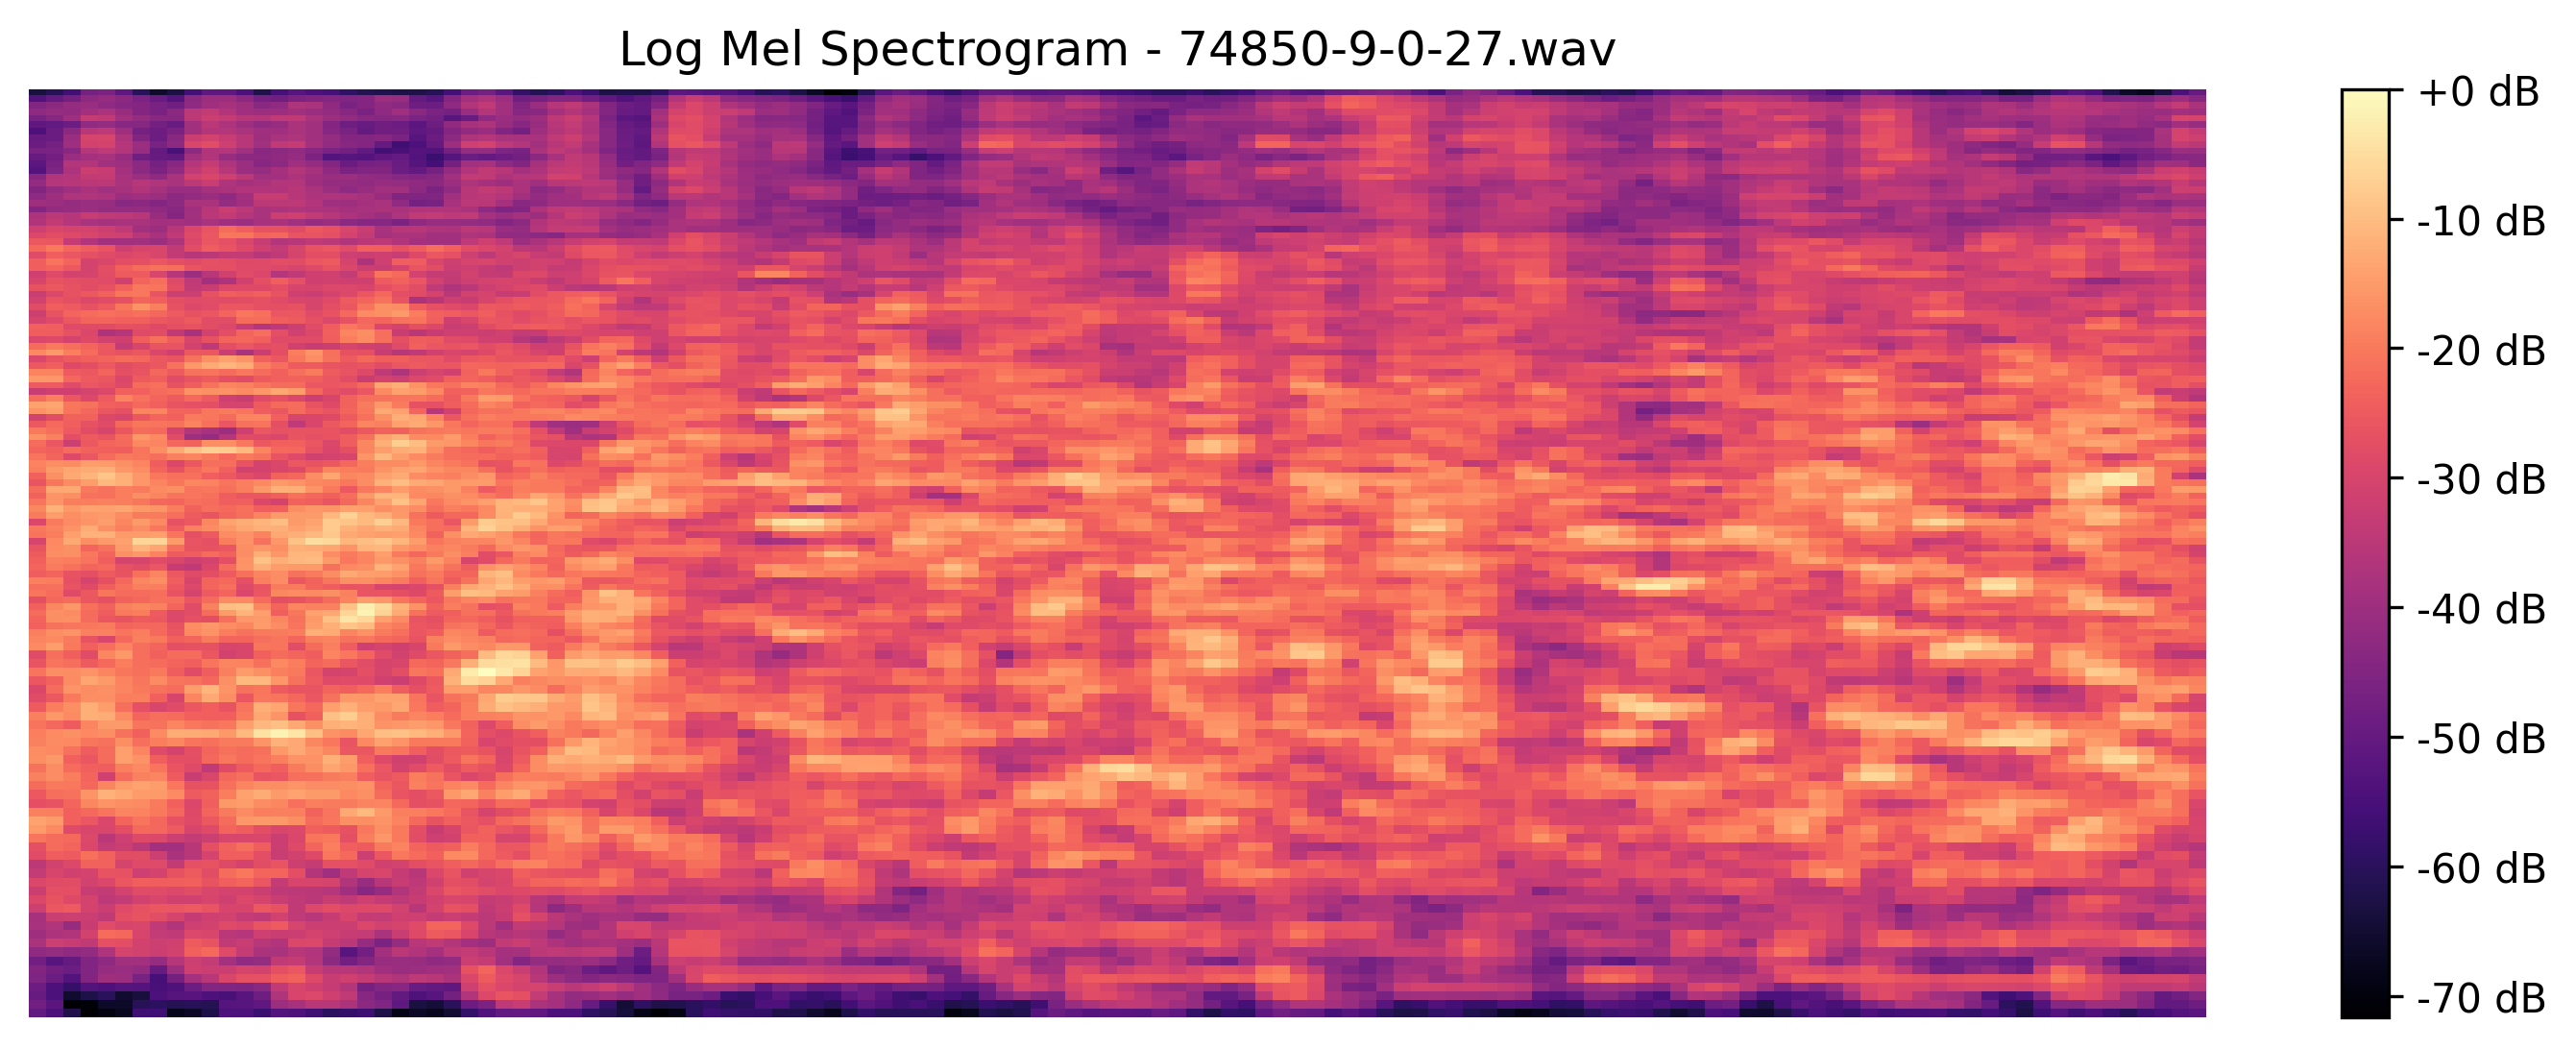 Log Mel Spectrogram - 74850-9-0-27.wav
+0 dB
-10 dB
-20 dB
-30 dB
-40 dB
-50 dB
-60 dB
-70 dB